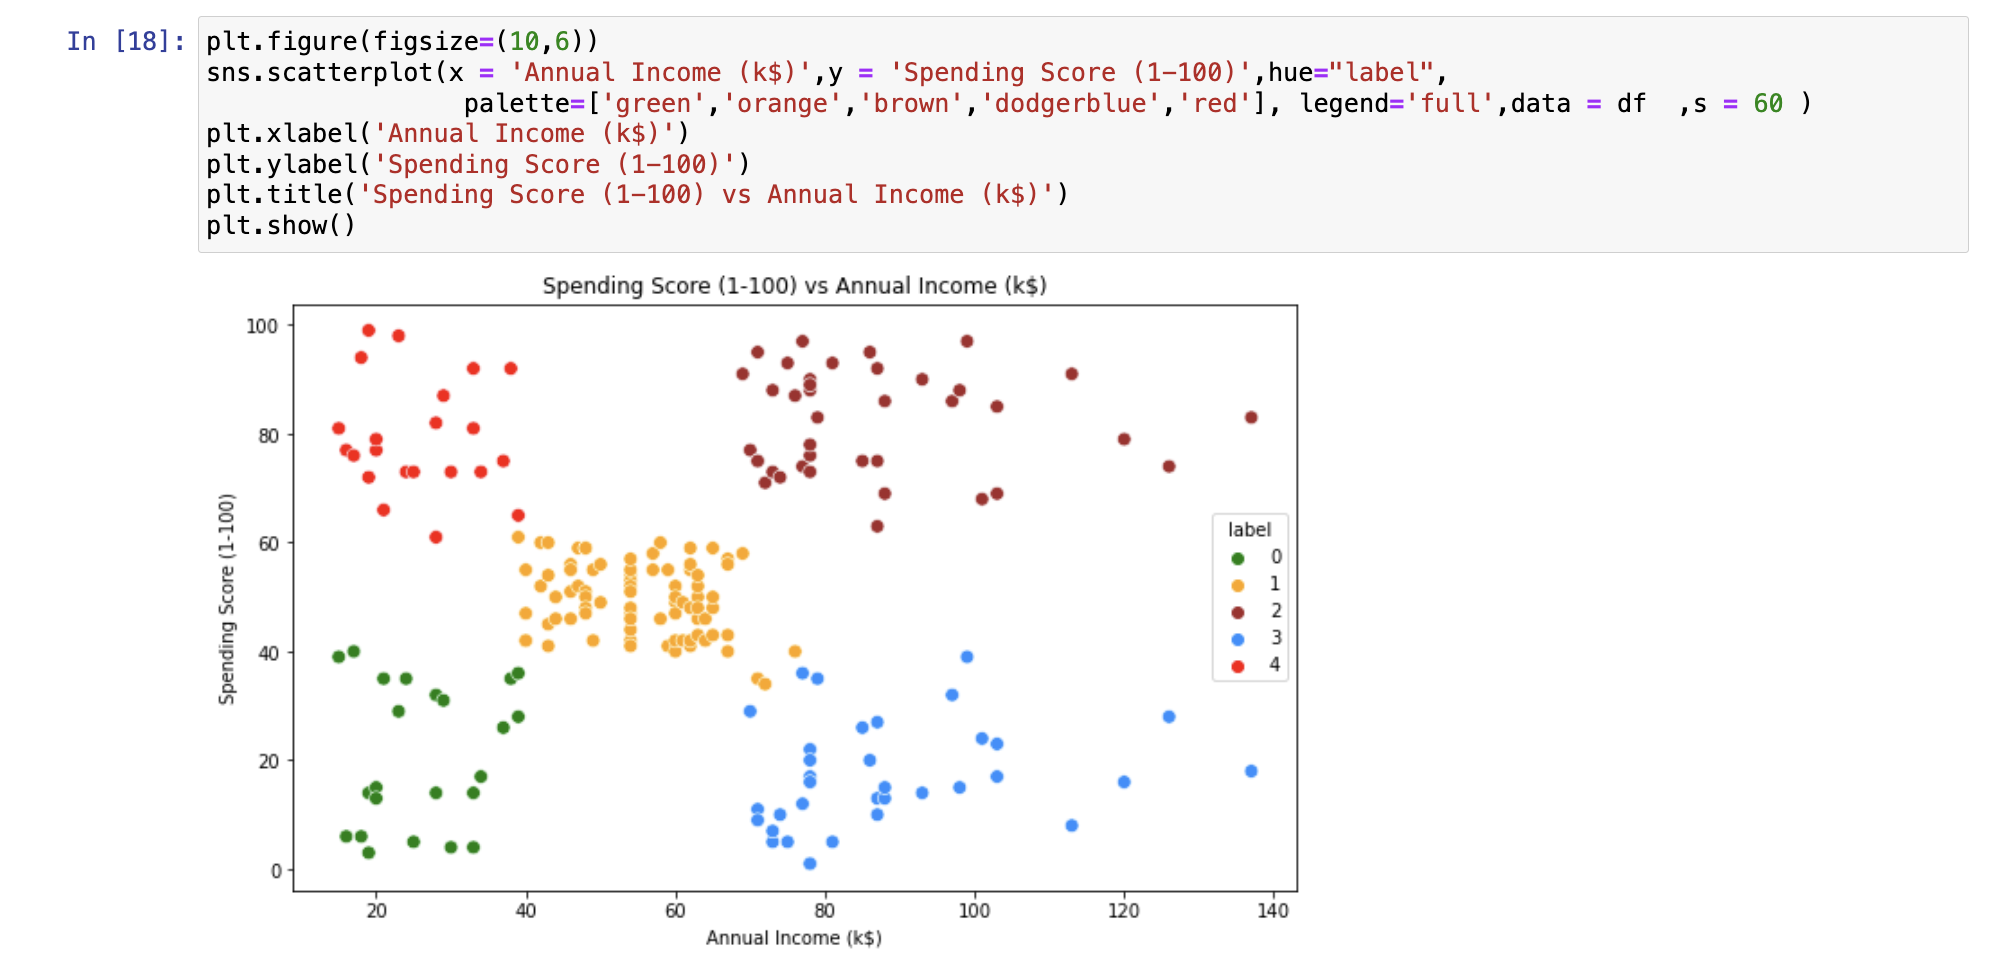 In [18]: plt.figure(figsize=(10,6))
sns.scatterplot(x = 'Annual Income (k$)',y = 'Spending Score (1-100)',hue="label",
palette=['green','orange','brown','dodgerblue','red'], legend='full',data = df  ,s = 60 )
plt.xlabel('Annual Income (k$)')
plt.ylabel('Spending Score (1-100)')
plt.title('Spending Score (1-100) vs Annual Income (k$)')
plt.show()
Spending Score (1-100) vs Annual Income (k$)
100
80
60
40
20
0
Spending Score (1-100)
label
0
1
2
3
4
20 40 60 80 100 120 140
Annual Income (k$)